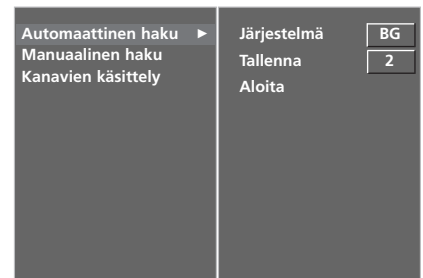 Automaattinen haku ►
Manuaalinen haku
Kanavien käsittely
Järjestelmä BG
Tallenna 2
Aloita